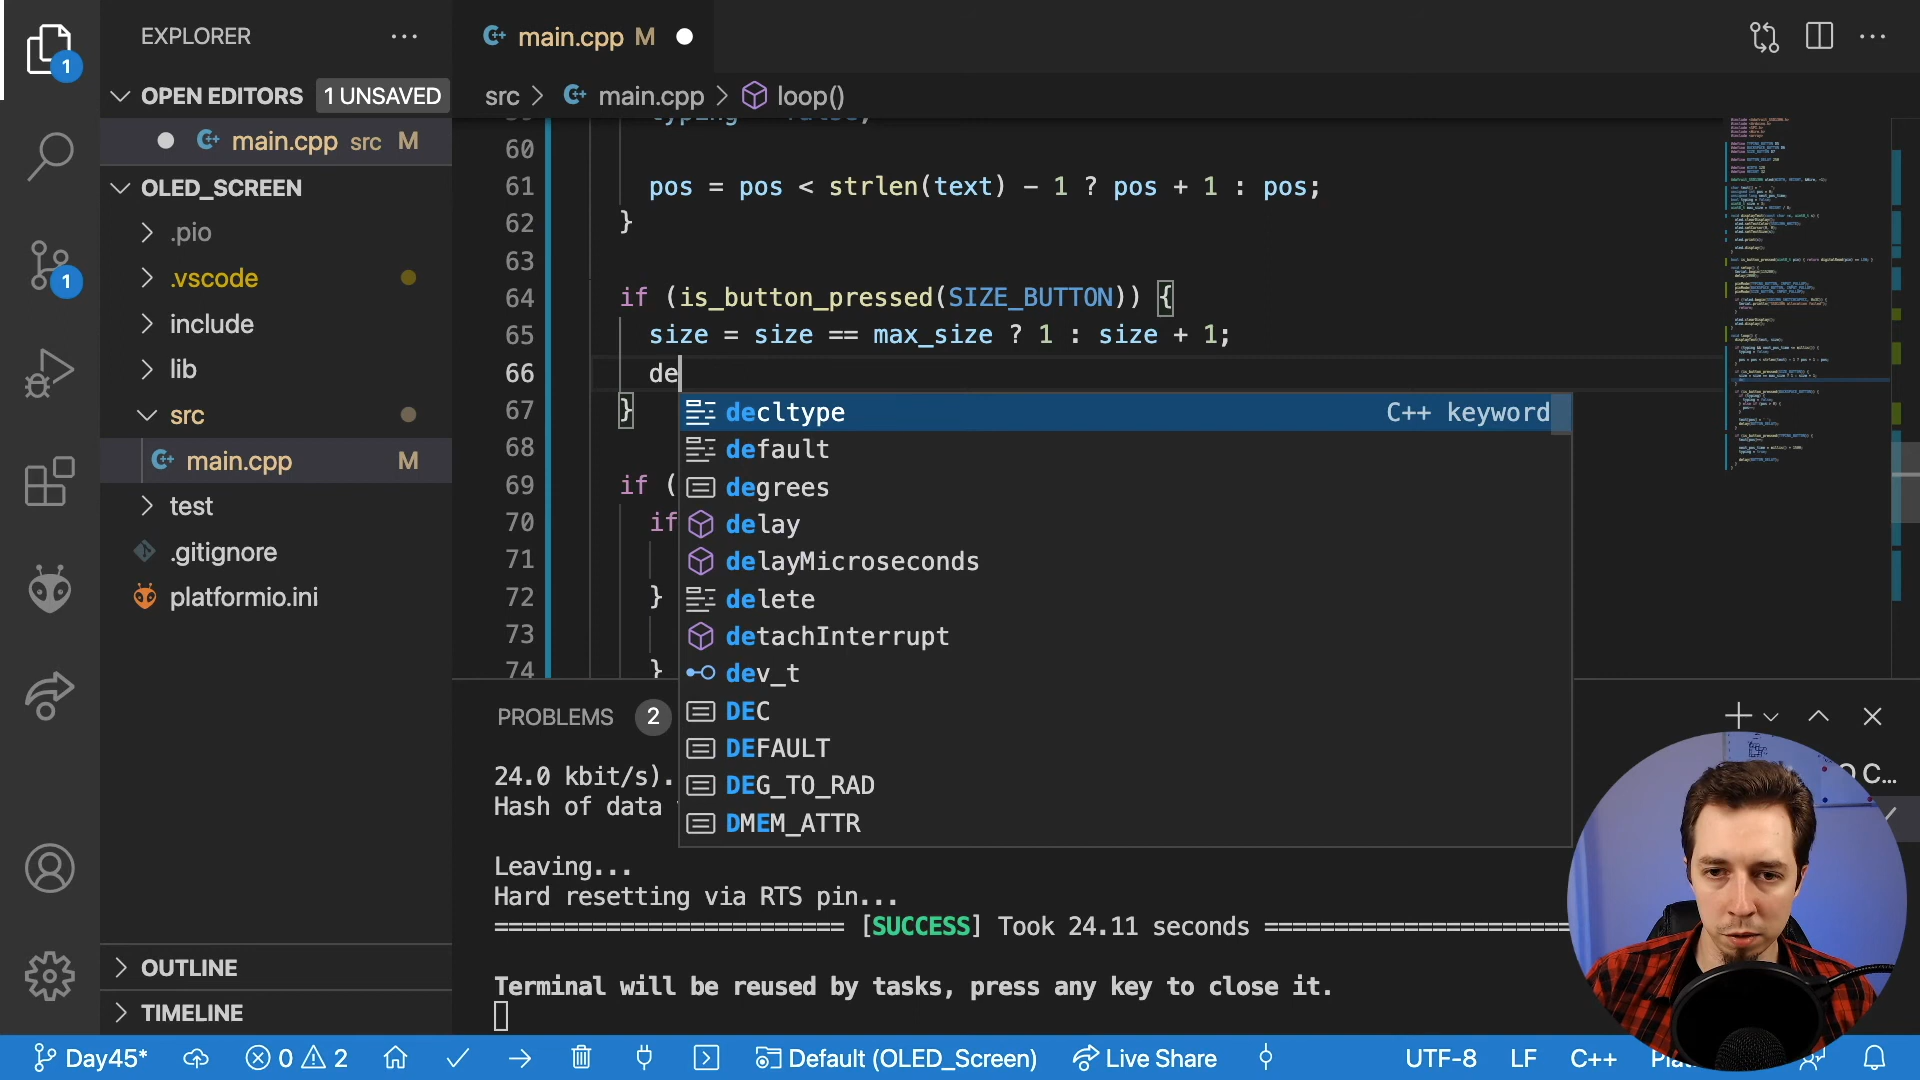 EXPLORER
1
OPEN EDITORS 1 UNSAVED
main.cpp src M
OLED_SCREEN
.pio
.vscode
include
lib
src
main.cpp M
test
.gitignore
platformio.ini
OUTLINE
TIMELINE
1
main.cpp M
src > main.cpp > loop()
60
61 pos = pos < strlen(text) - 1 ? pos + 1 : pos;
62 }
63
64 if (is_button_pressed(SIZE_BUTTON)) {
65 size = size == max_size ? 1 : size + 1;
66 de
67 }
68
69 if (
70 if
71
72 }
73
74 }
decltype C++ keyword
default
degrees
delay
delayMicroseconds
delete
detachInterrupt
dev_t
DEC
DEFAULT
DEG_TO_RAD
DMEM_ATTR
PROBLEMS 2
24.0 kbit/s).
Hash of data
Leaving...
Hard resetting via RTS pin...
======================== [SUCCESS] Took 24.11 seconds =====================
Terminal will be reused by tasks, press any key to close it.
Day45* 0 2 Default (OLED_Screen) Live Share UTF-8 LF C++